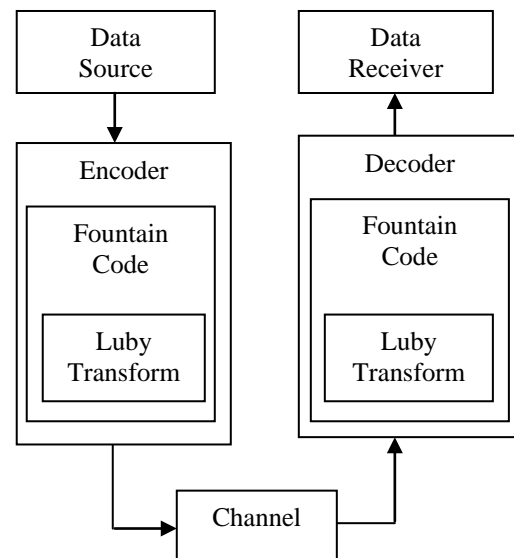 Data
Source
Data
Receiver
Encoder
Fountain
Code
Luby
Transform
Decoder
Fountain
Code
Luby
Transform
Channel